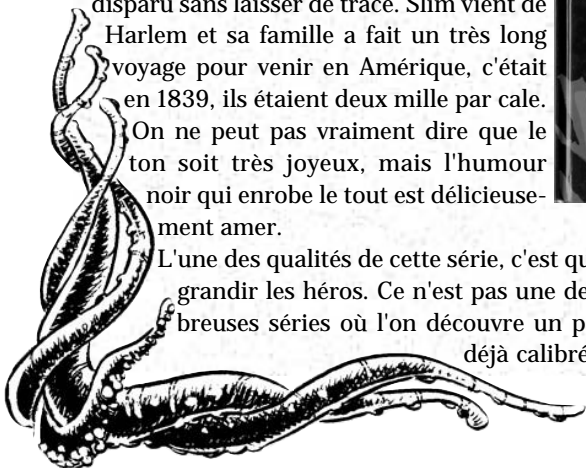 disparu sans laisser de trace. Slim vient de
Harlem et sa famille a fait un très long
voyage pour venir en Amérique, c'était
en 1839, ils étaient deux mille par cale.
On ne peut pas vraiment dire que le
ton soit très joyeux, mais l'humour
noir qui enrobe le tout est délicieuse-
ment amer.
L'une des qualités de cette série, c'est
grandir les héros. Ce n'est pas une
breuses séries où l'on découvre un
déjà calibré